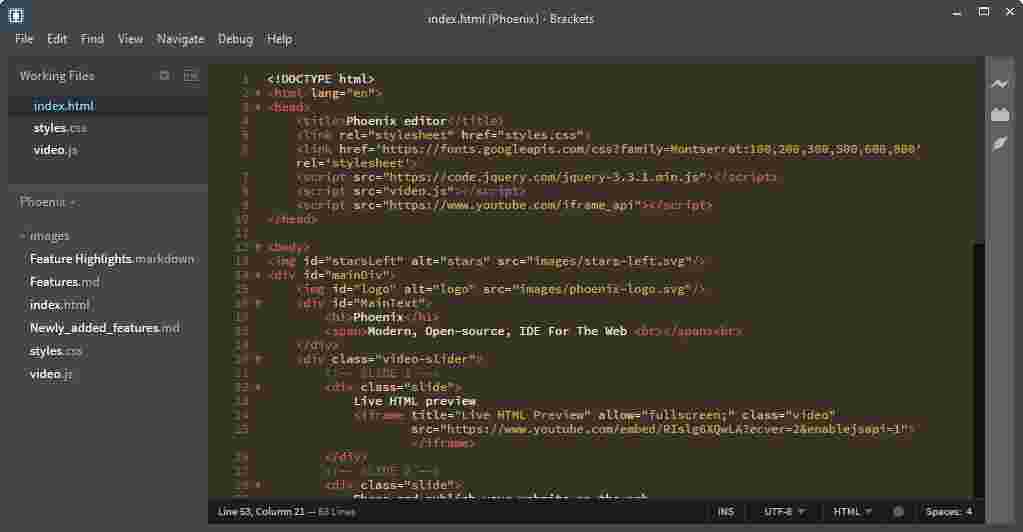 index.html (Phoenix) - Brackets
File Edit Find View Navigate Debug Help
Working Files
index.html
styles.css
video.js
Phoenix
images
Feature Highlights.markdown
Features.md
index.html
Newly_added_features.md
styles.css
video.js
1 <!DOCTYPE html>
2 <html lang="en">
3 <head>
4 <title>Phoenix editor</title>
5 <link rel="stylesheet" href="styles.css">
6 <link href='https://fonts.googleapis.com/css?family=Montserrat:100,200,300,500,600,800'
rel='stylesheet'>
7 <script src="https://code.jquery.com/jquery-3.3.1.min.js"></script>
8 <script src="video.js"></script>
9 <script src="https://www.youtube.com/iframe_api"></script>
10 </head>
11
12 <body>
13 <img id="starsLeft" alt="stars" src="images/stars-left.svg"/>
14 <div id="mainDiv">
15 <img id="logo" alt="logo" src="images/phoenix-logo.svg"/>
16 <div id="MainText">
17 <h1>Phoenix</h1>
18 <span>Modern, Open-source, IDE For The Web <br></span><br>
19 </div>
20 <div class="video-slider">
21 <!-- SLIDE 1 -->
22 <div class="slide">
23 Live HTML preview
24 <iframe title="Live HTML Preview" allow="fullscreen;" class="video"
25 src="https://www.youtube.com/embed/RIslg6XQwLA?ecver=2&enablejsapi=1">
</iframe>
26 </div>
27 <!-- SLIDE 2 -->
28 <div class="slide">
Share and publish your website on the web
Line 53, Column 21 — 63 Lines
INS UTF-8 HTML Spaces: 4